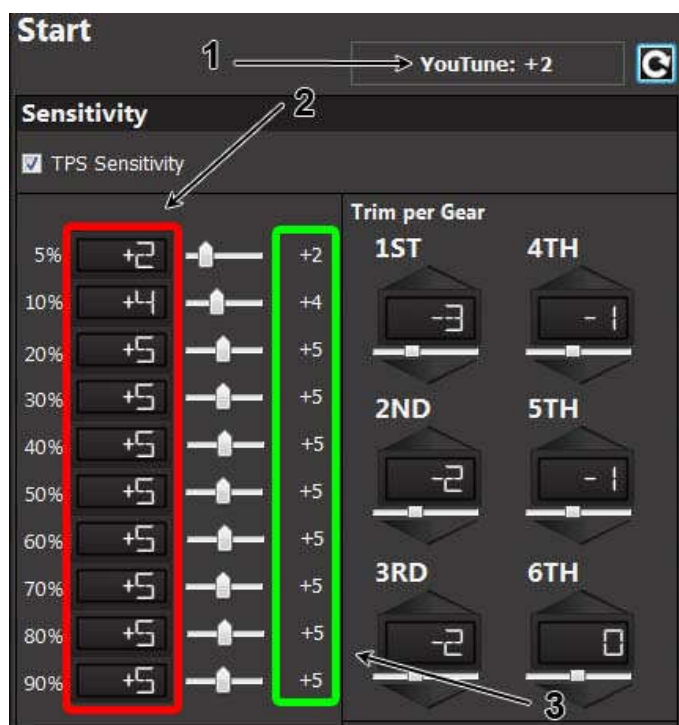 Start
1
YouTune: +2
2
Sensitivity
TPS Sensitivity
5% +2 +2
10% +4 +4
20% +5 +5
30% +5 +5
40% +5 +5
50% +5 +5
60% +5 +5
70% +5 +5
80% +5 +5
90% +5 +5
Trim per Gear
1ST 4TH
-3 -1
2ND 5TH
-2 -1
3RD 6TH
-2 0
3